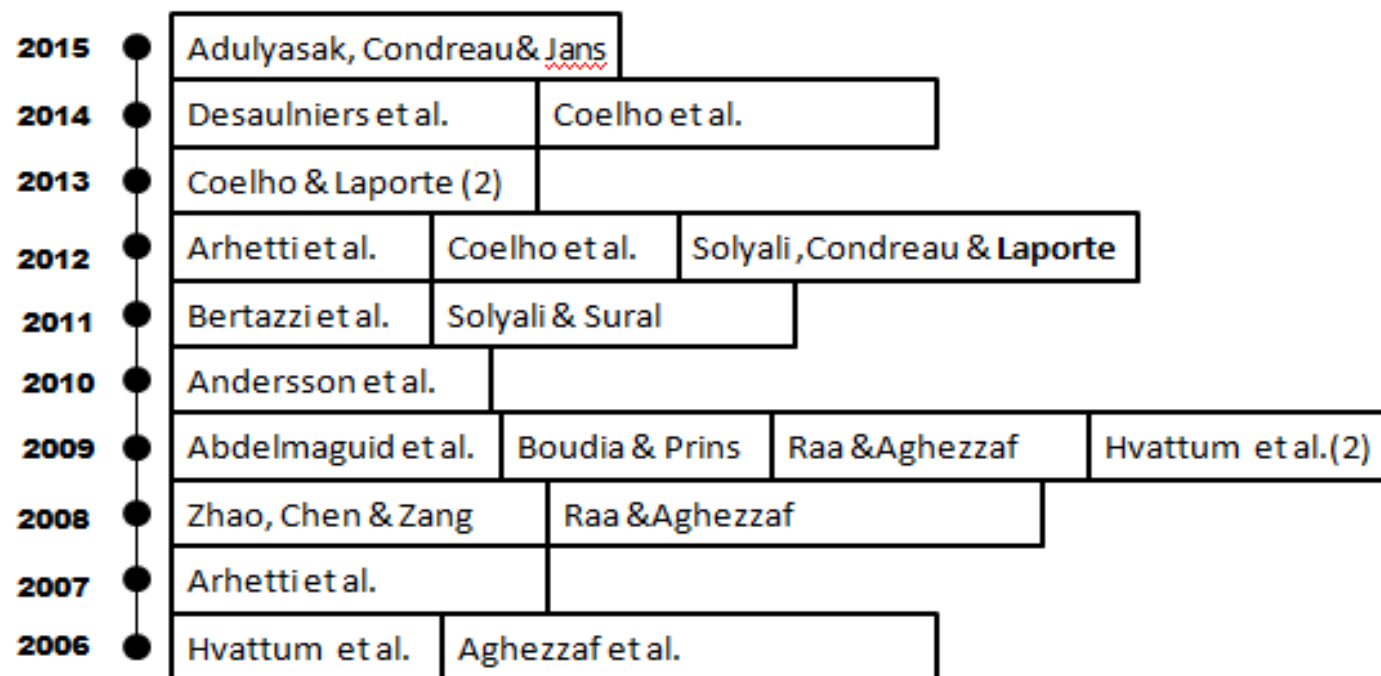 2015 Adulyasak, Condreau& Jans
2014 Desaulniers et al. Coelho et al.
2013 Coelho & Laporte (2)
2012 Arhetti et al. Coelho et al. Solyali ,Condreau & Laporte
2011 Bertazzi et al. Solyali & Sural
2010 Andersson et al.
2009 Abdelmaguid et al. Boudia & Prins Raa &Aghezzaf Hvattum et al.(2)
2008 Zhao, Chen & Zang Raa &Aghezzaf
2007 Arhetti et al.
2006 Hvattum et al. Aghezzaf et al.